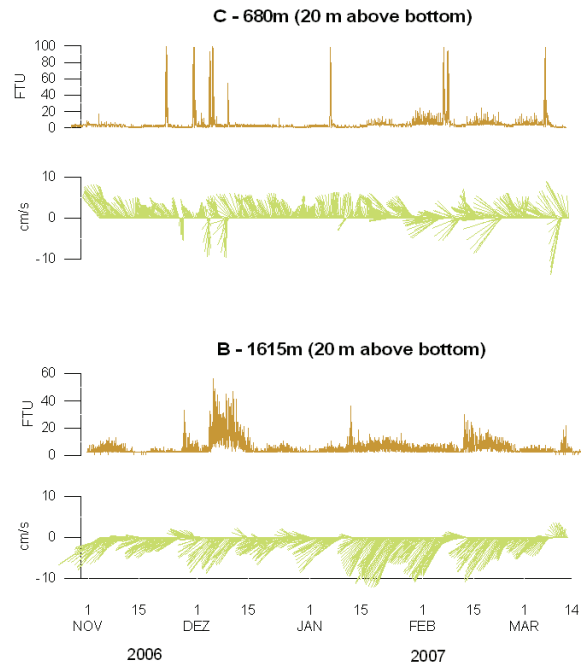 C - 680m (20 m above bottom)
100
80
60
40
20
0
FTU
10
0
-10
cm/s
B - 1615m (20 m above bottom)
60
40
20
0
FTU
10
0
-10
cm/s
1 15 1 15 1 15 1 15 1 14
NOV DEZ JAN FEB MAR
2006 2007